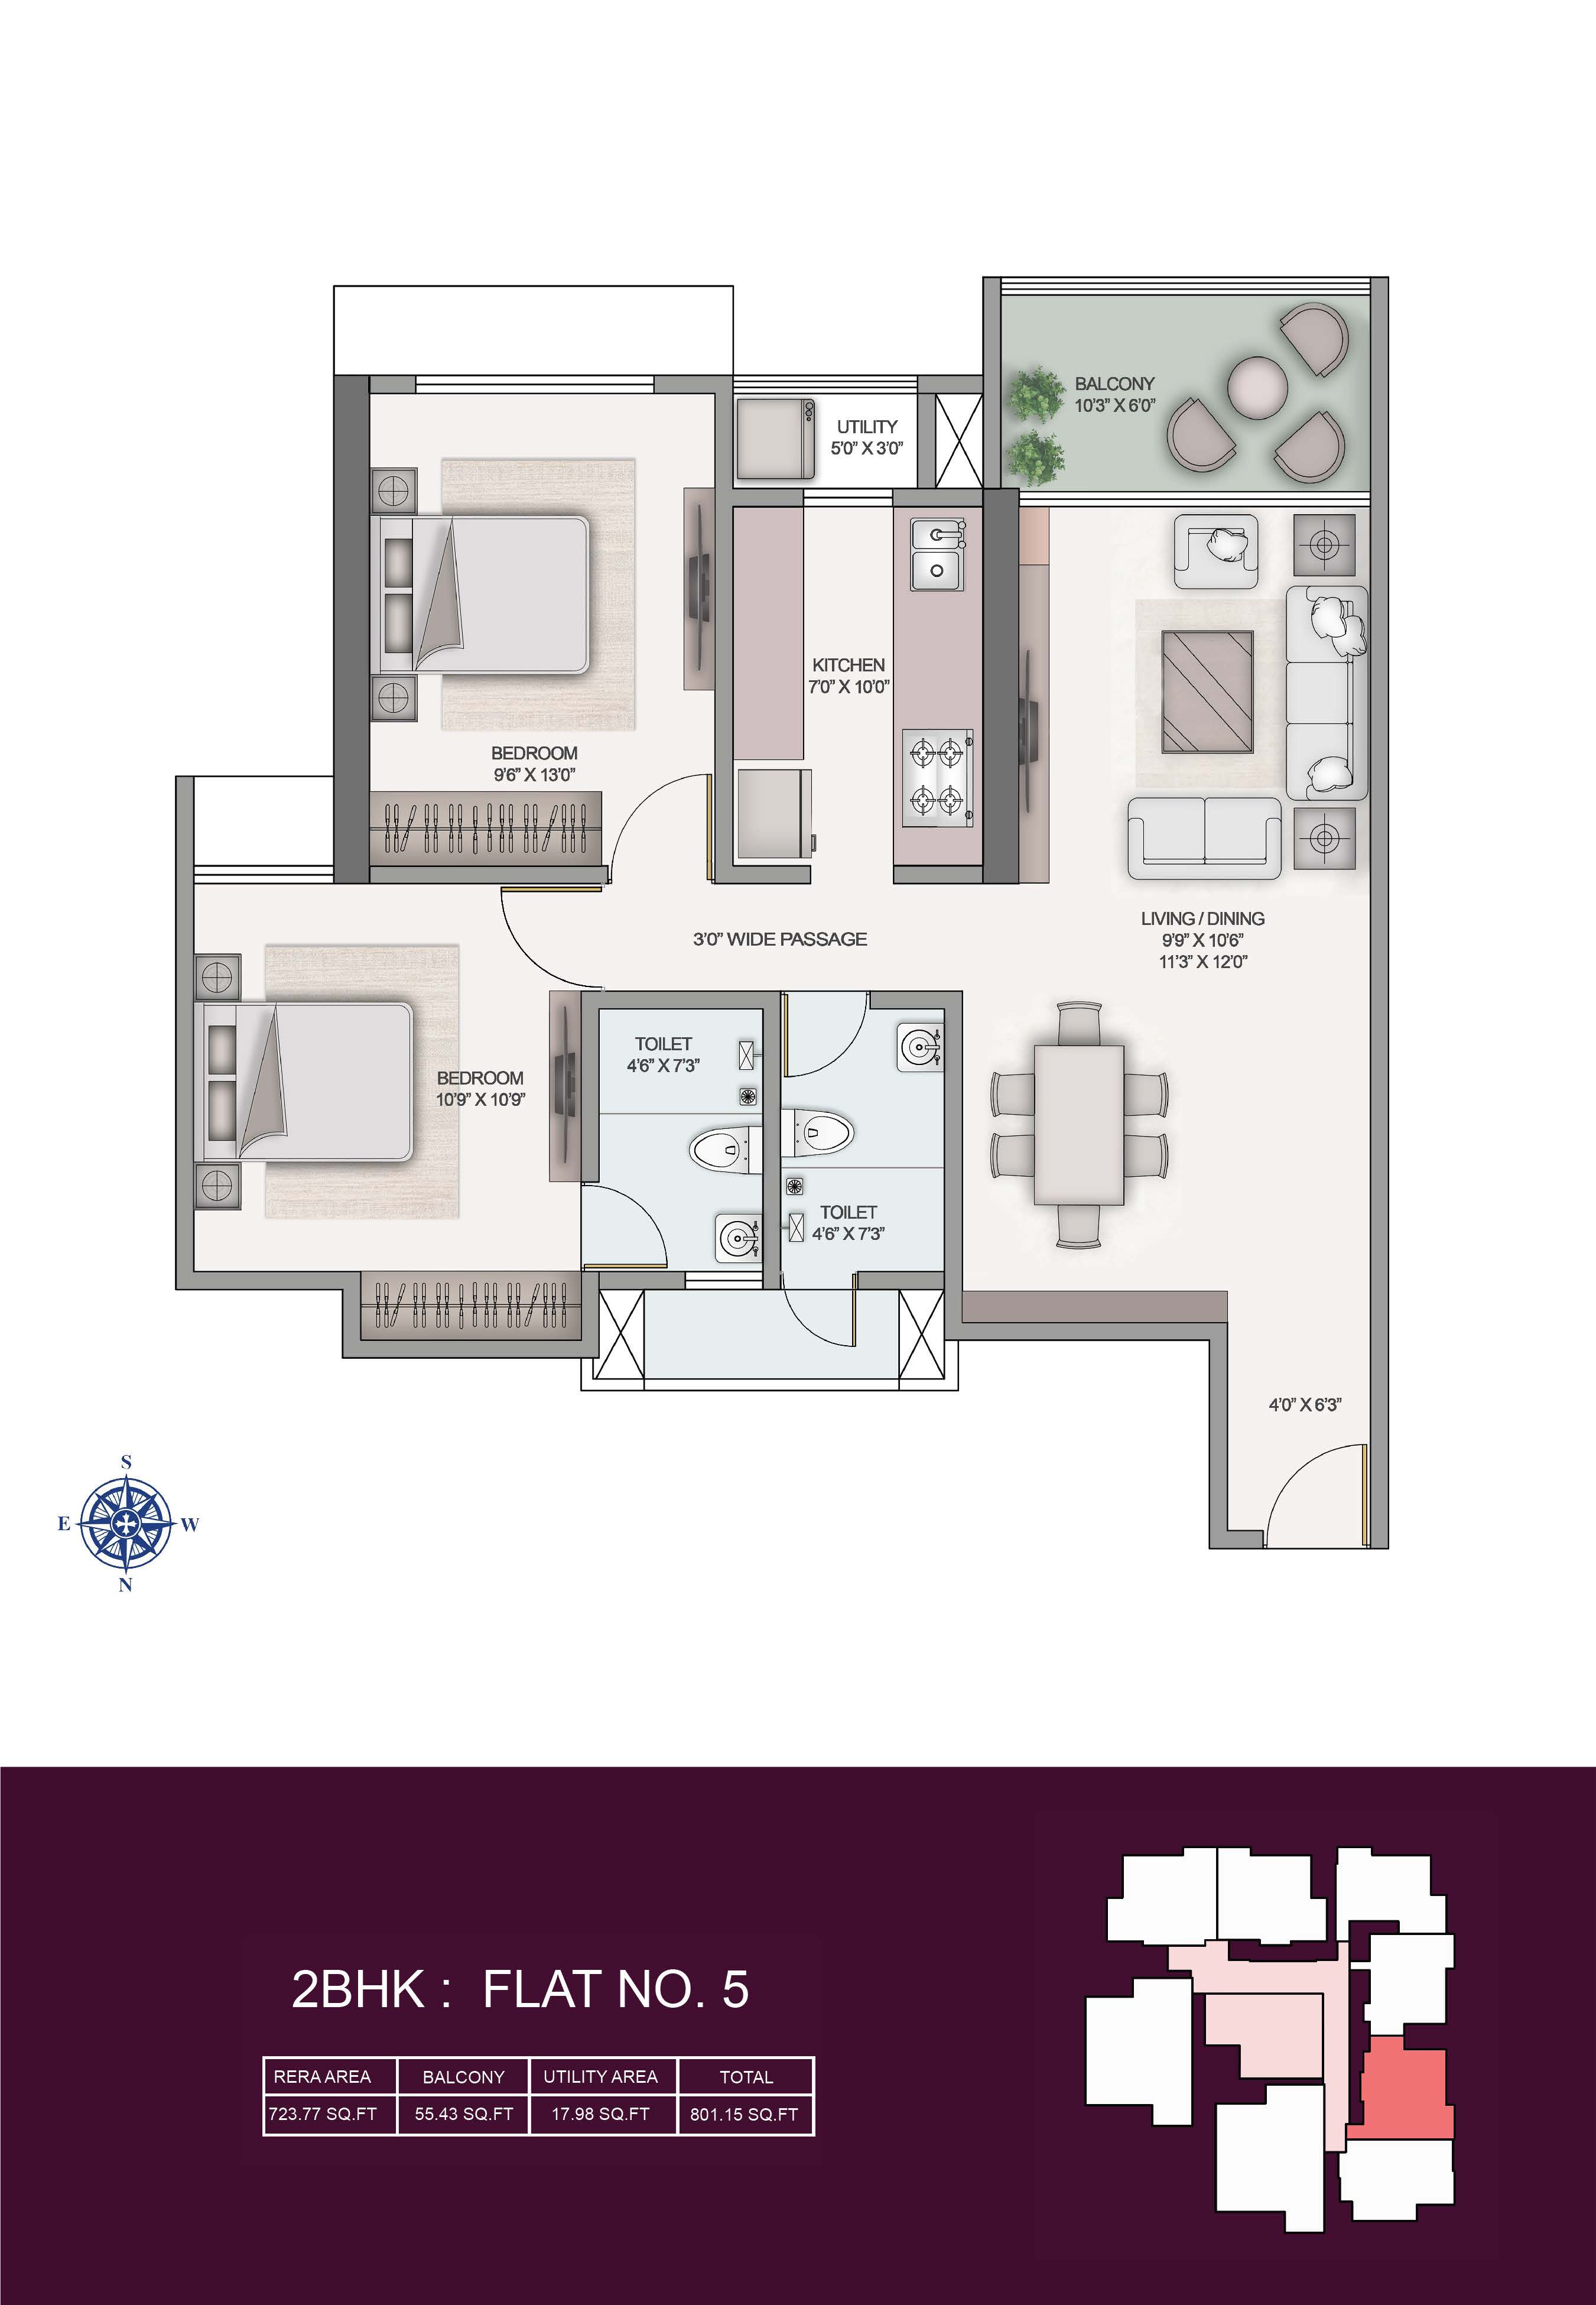 BALCONY
10’3” X 6’0”
UTILITY
5’0” X 3’0”
KITCHEN
7’0” X 10’0”
BEDROOM
9’6” X 13’0”
LIVING / DINING
9’9” X 10’6”
11’3” X 12’0”
3’0” WIDE PASSAGE
TOILET
4’6” X 7’3”
BEDROOM
10’9” X 10’9”
TOILET
4’6” X 7’3”
4’0” X 6’3”
S
E W
N
2BHK : FLAT NO. 5
RERA AREA BALCONY UTILITY AREA TOTAL
723.77 SQ.FT 55.43 SQ.FT 17.98 SQ.FT 801.15 SQ.FT